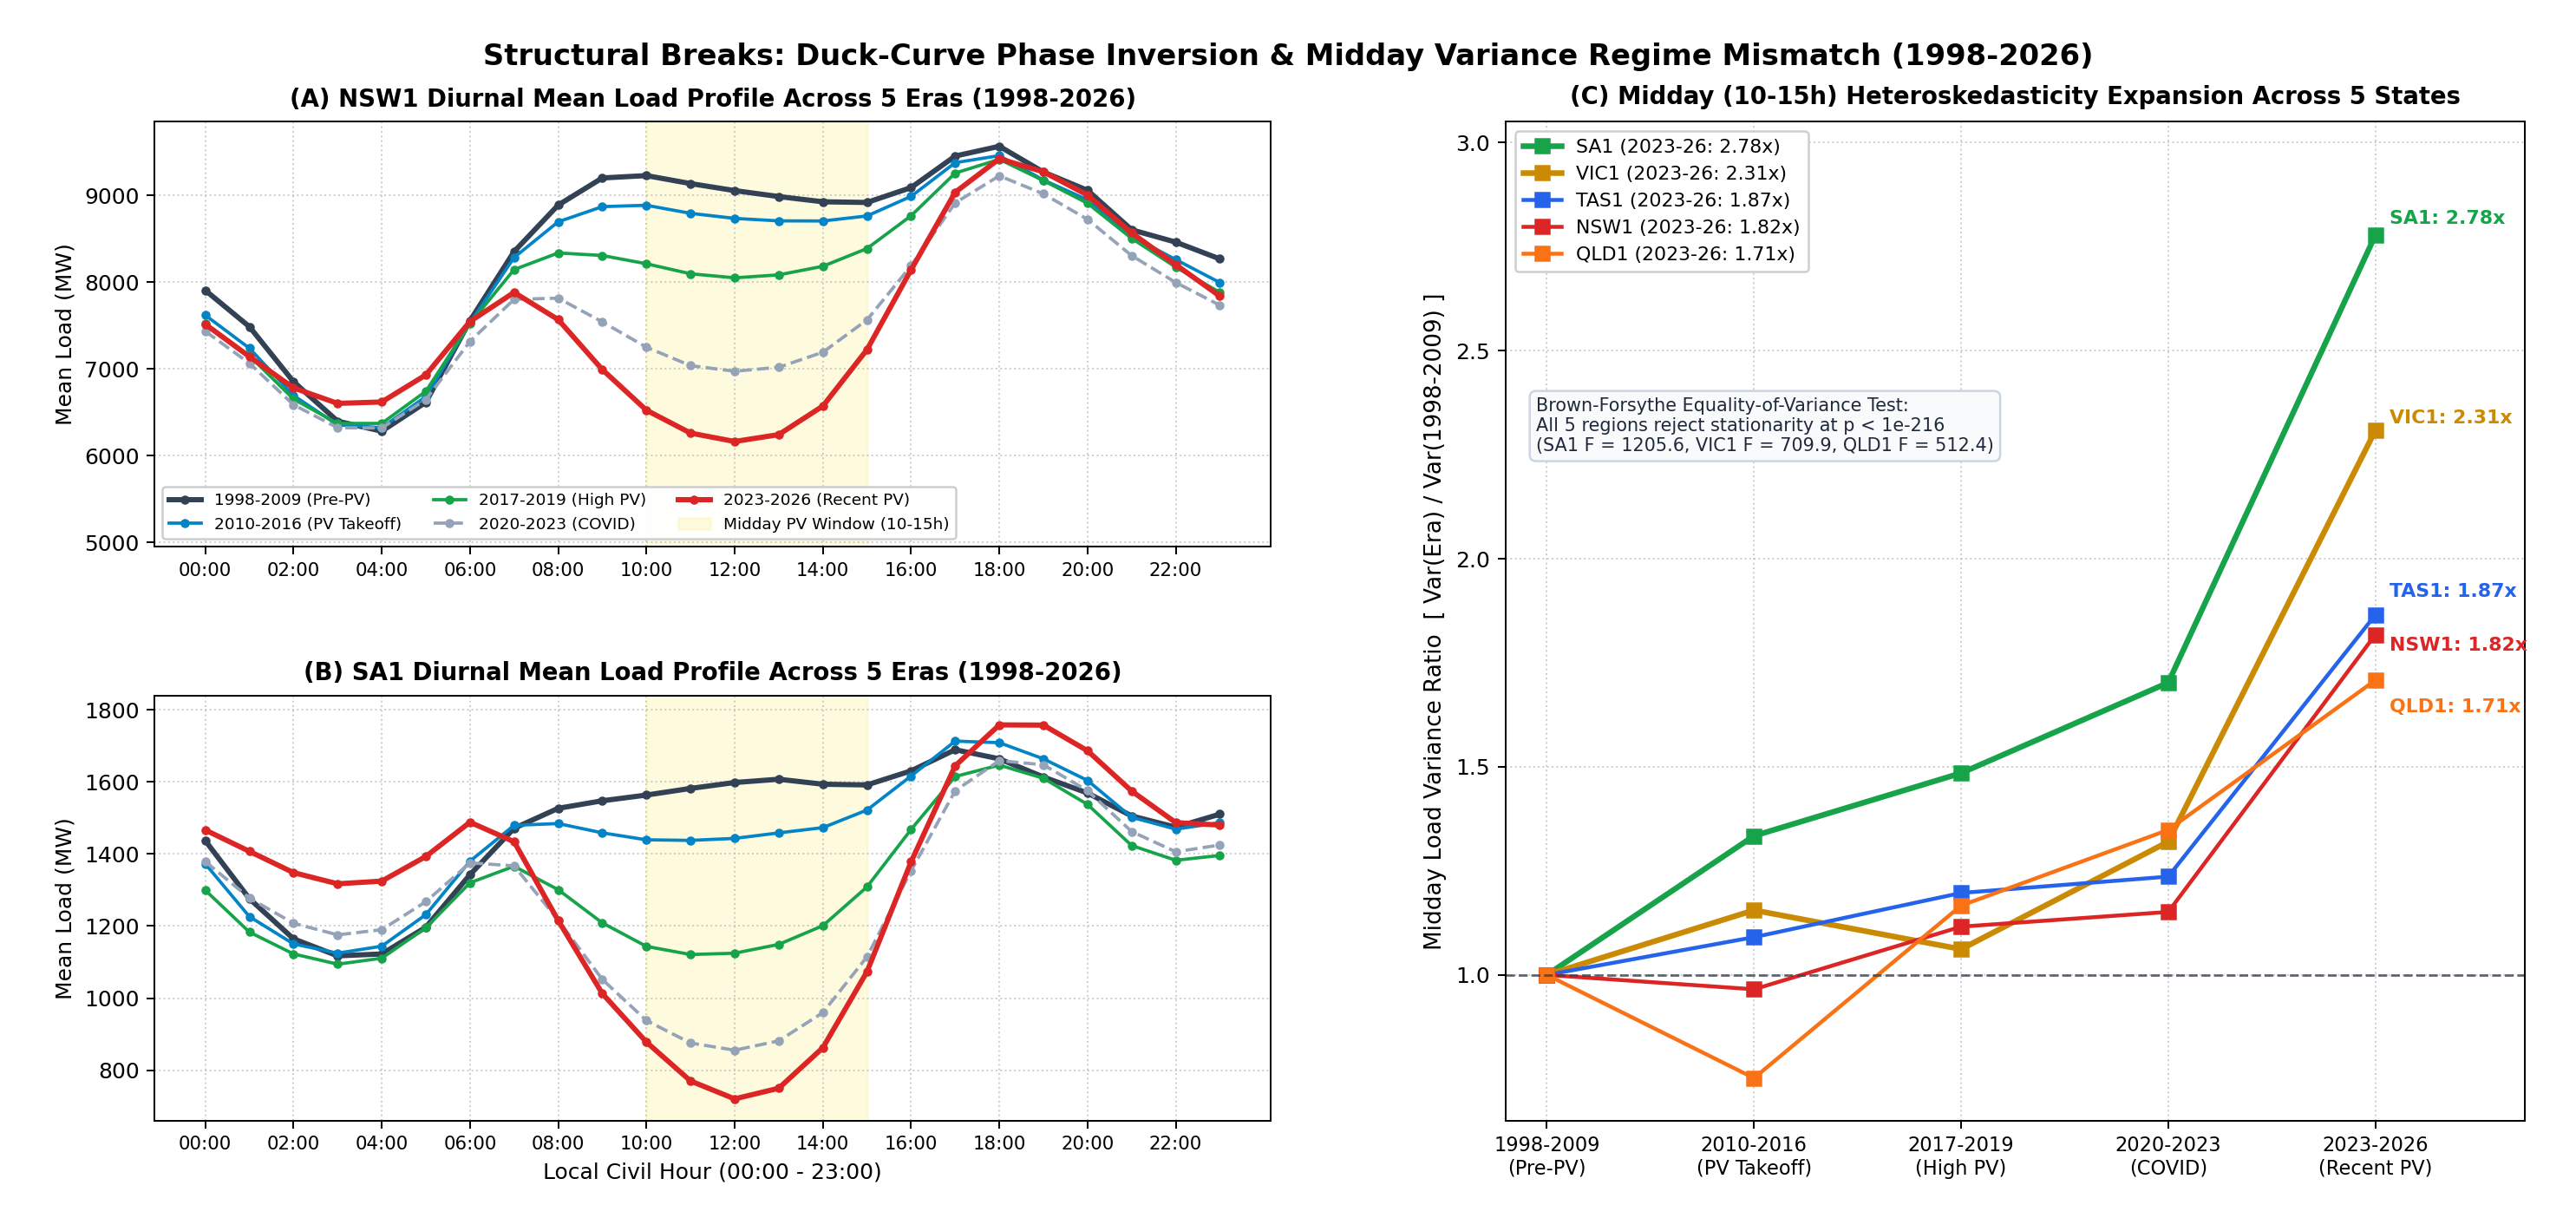 Structural Breaks: Duck-Curve Phase Inversion & Midday Variance Regime Mismatch (1998-2026)
(A) NSW1 Diurnal Mean Load Profile Across 5 Eras (1998-2026)
Mean Load (MW)
9000
8000
7000
6000
5000
1998-2009 (Pre-PV)
2010-2016 (PV Takeoff)
2017-2019 (High PV)
2020-2023 (COVID)
2023-2026 (Recent PV)
Midday PV Window (10-15h)
00:00 02:00 04:00 06:00 08:00 10:00 12:00 14:00 16:00 18:00 20:00 22:00
(B) SA1 Diurnal Mean Load Profile Across 5 Eras (1998-2026)
Mean Load (MW)
1800
1600
1400
1200
1000
800
00:00 02:00 04:00 06:00 08:00 10:00 12:00 14:00 16:00 18:00 20:00 22:00
Local Civil Hour (00:00 - 23:00)
(C) Midday (10-15h) Heteroskedasticity Expansion Across 5 States
Midday Load Variance Ratio [ Var(Era) / Var(1998-2009) ]
3.0
2.5
2.0
1.5
1.0
SA1 (2023-26: 2.78x)
VIC1 (2023-26: 2.31x)
TAS1 (2023-26: 1.87x)
NSW1 (2023-26: 1.82x)
QLD1 (2023-26: 1.71x)
Brown-Forsythe Equality-of-Variance Test:
All 5 regions reject stationarity at p < 1e-216
(SA1 F = 1205.6, VIC1 F = 709.9, QLD1 F = 512.4)
SA1: 2.78x
VIC1: 2.31x
TAS1: 1.87x
NSW1: 1.82x
QLD1: 1.71x
1998-2009 2010-2016 2017-2019 2020-2023 2023-2026
(Pre-PV) (PV Takeoff) (High PV) (COVID) (Recent PV)